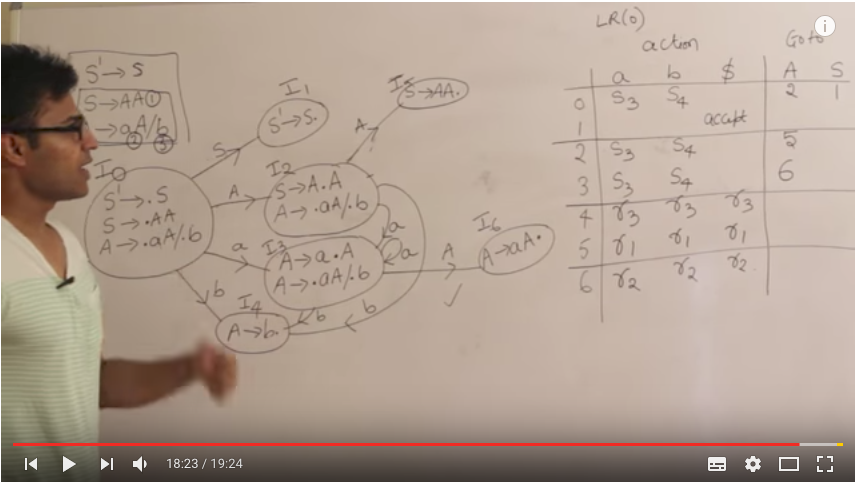 S' → S
S → AA ①
→ aA/b
② ③
I0
S' → .S
S → .AA
A → .aA/.b
S
I1
S' → S.
A
I2
S → A.A
A → .aA/.b
A
I5
S → AA.
a
I3
A → a.A
A → .aA/.b
a
a
A
I6
A → aA.
b
I4
A → b.
b
b
LR(0)
action Goto
a b $ A S
0 S3 S4 2 1
1 accept
2 S3 S4 5
3 S3 S4 6
4 r3 r3 r3
5 r1 r1 r1
6 r2 r2 r2
18:23 / 19:24